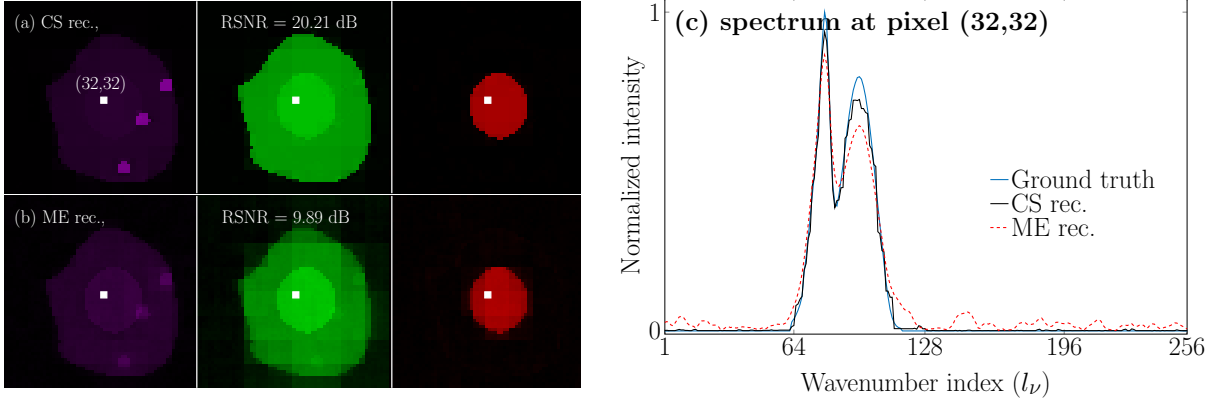 (a) CS rec., RSNR = 20.21 dB
(32,32)
(b) ME rec., RSNR = 9.89 dB
(c) spectrum at pixel (32,32)
Normalized intensity
1
0
Ground truth
CS rec.
ME rec.
1 64 128 196 256
Wavenumber index (l_ν)